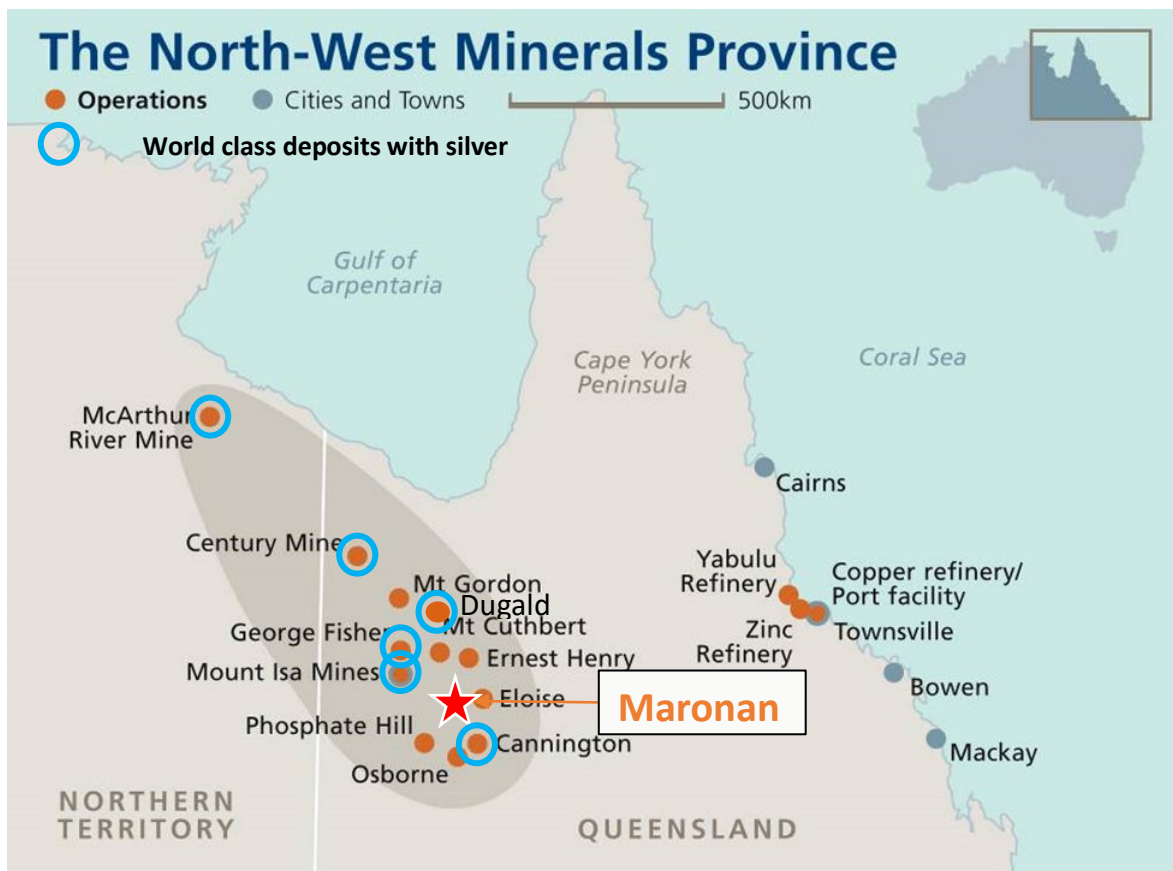 The North-West Minerals Province
Operations
Cities and Towns
500km
World class deposits with silver
Gulf of
Carpentaria
Cape York
Peninsula
Coral Sea
McArthur
River Mine
Cairns
Century Mine
Mt Gordon
Dugald
Mt Cuthbert
George Fisher
Ernest Henry
Mount Isa Mines
Eloise
Maronan
Phosphate Hill
Cannington
Osborne
Yabulu
Refinery
Copper refinery/
Port facility
Zinc
Refinery
Townsville
Bowen
Mackay
NORTHERN
TERRITORY
QUEENSLAND